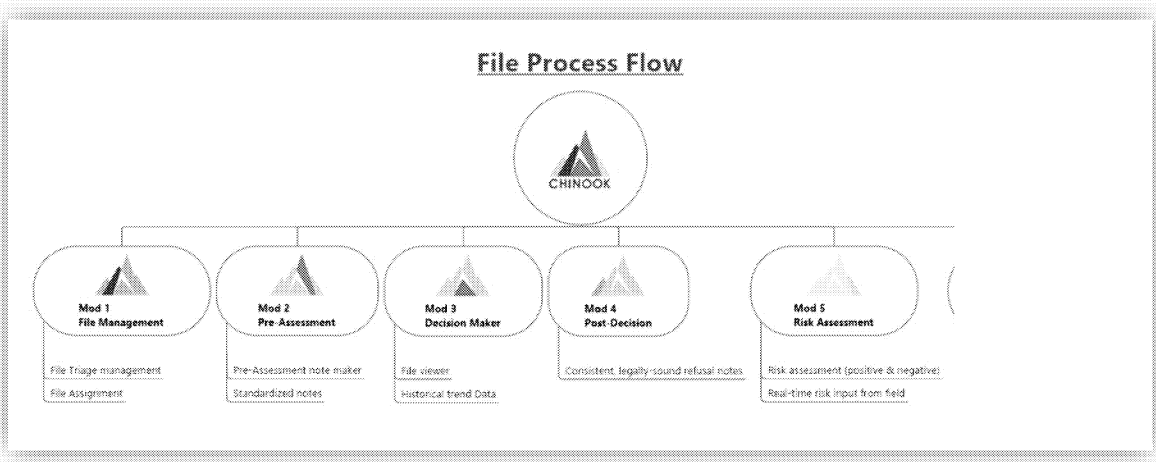 File Process Flow
CHINOOK
Mod 1
File Management
File Triage management
File Assignment
Mod 2
Pre-Assessment
Pre-Assessment note maker
Standardized notes
Mod 3
Decision Maker
File viewer
Historical trend Data
Mod 4
Post-Decision
Consistent, legally-sound refusal notes
Mod 5
Risk Assessment
Risk assessment (positive & negative)
Real-time risk input from field